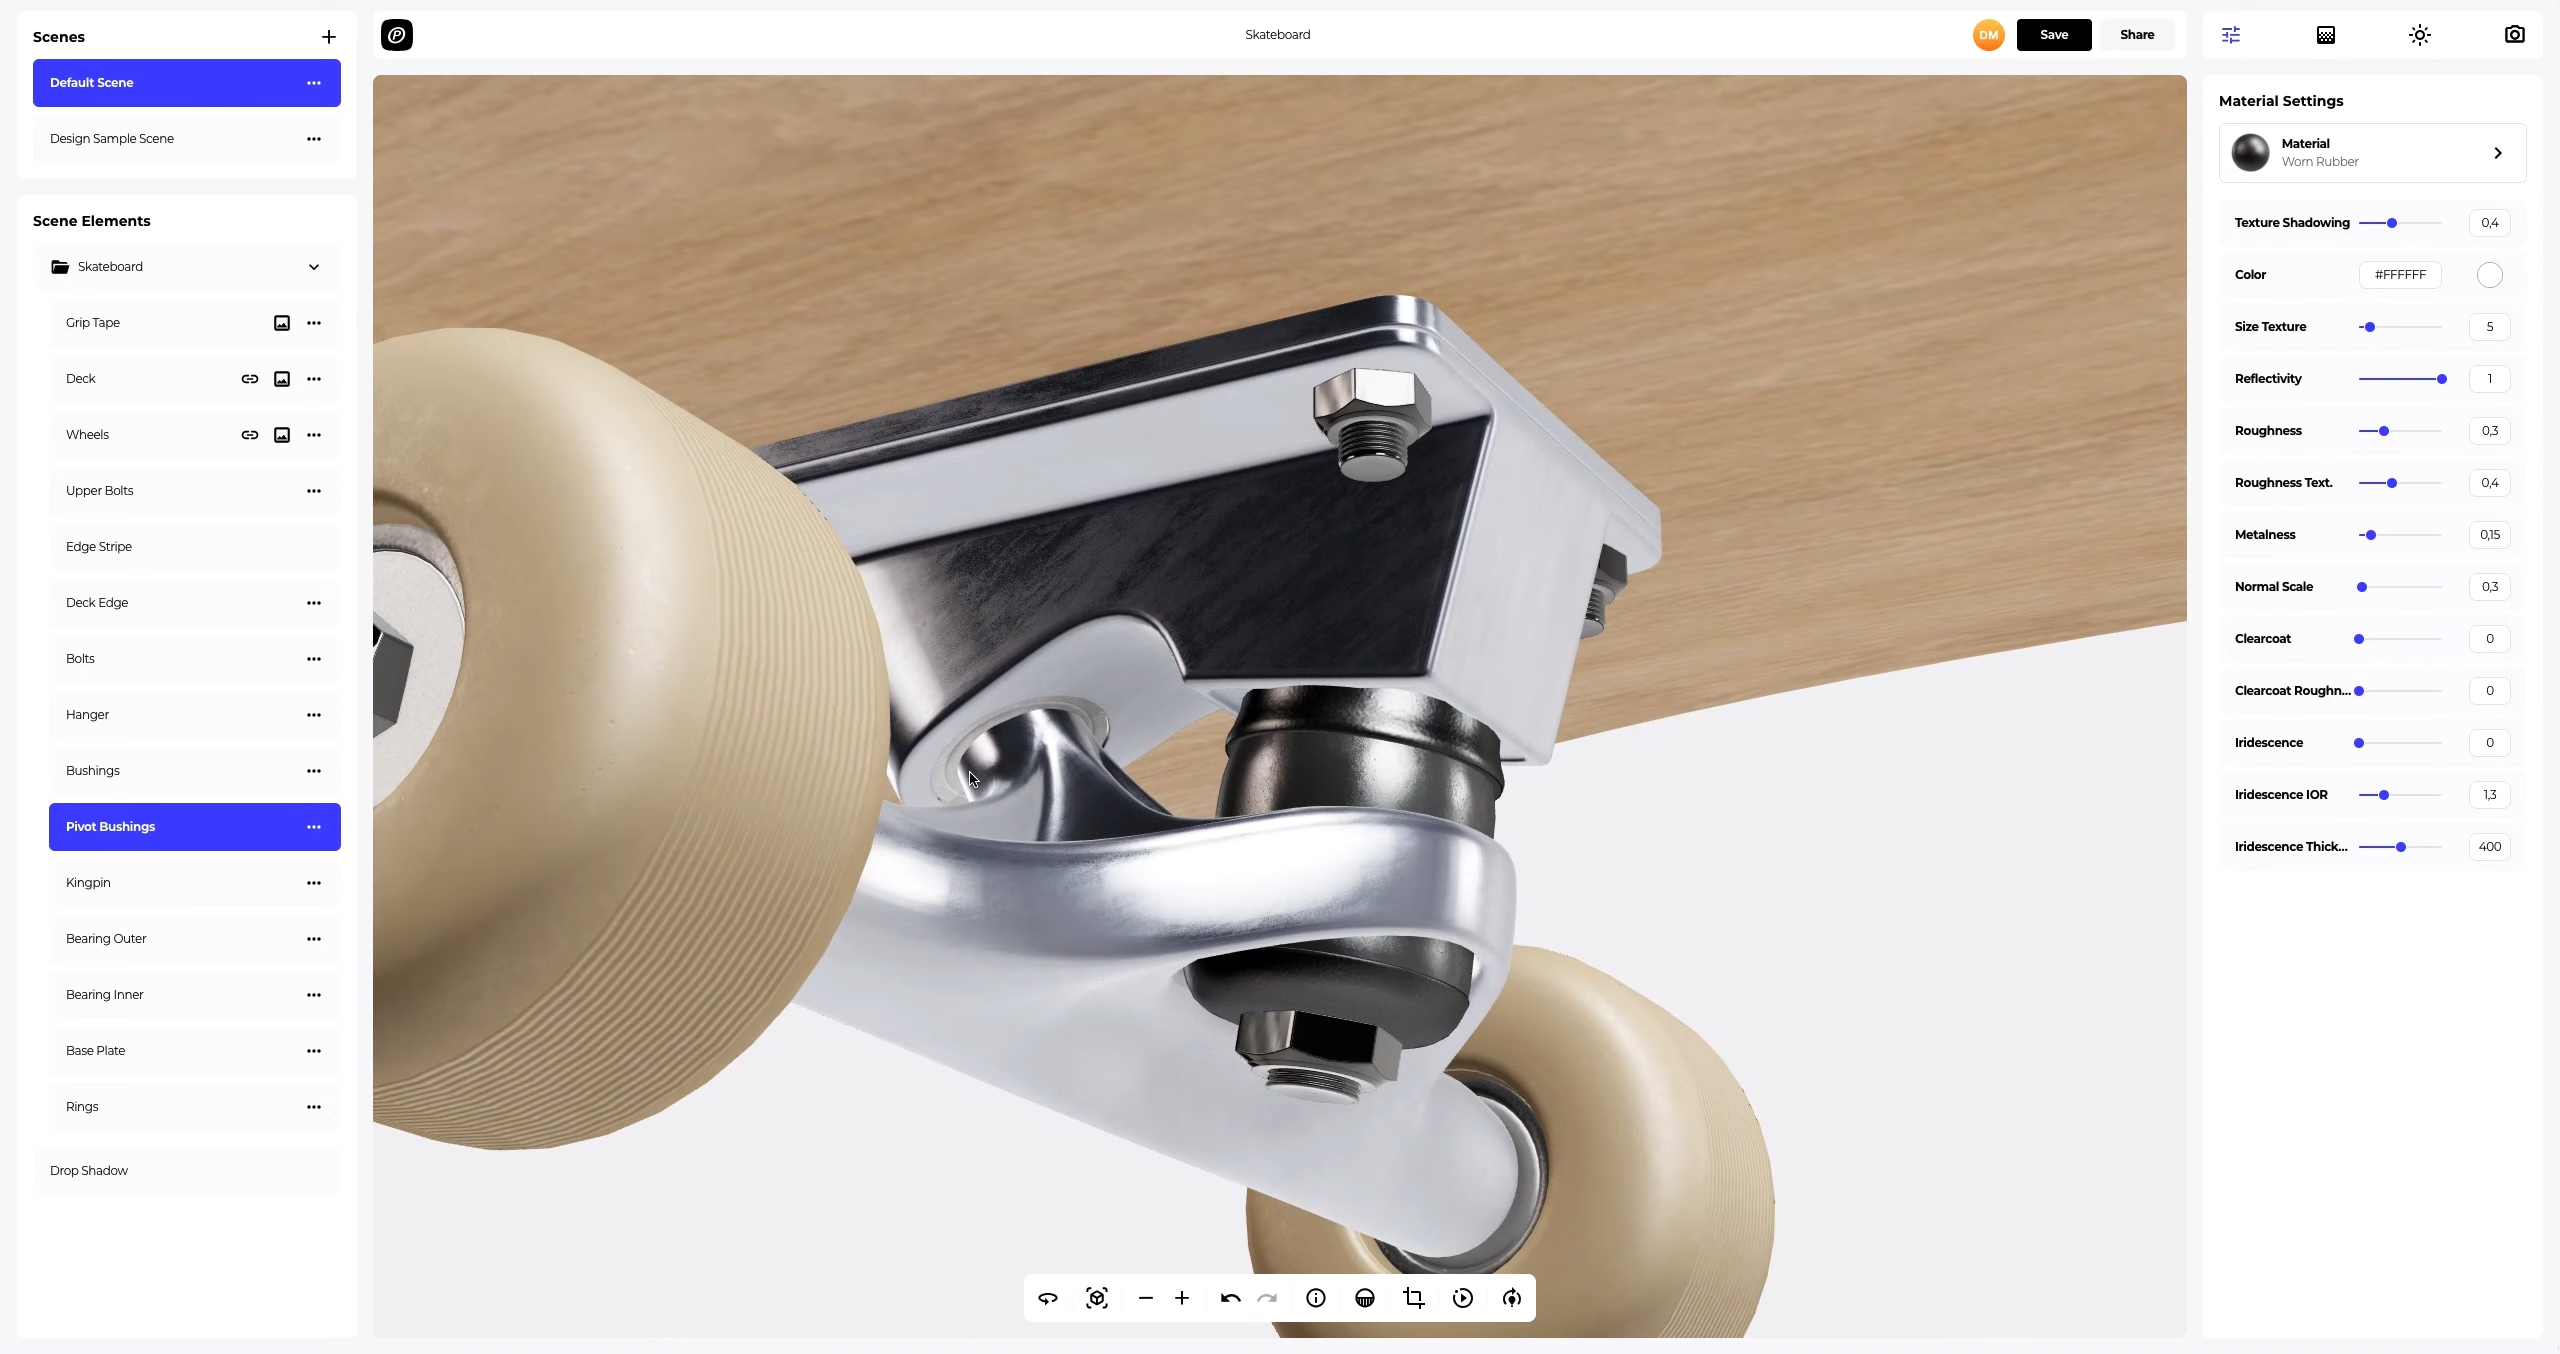 Scenes
Default Scene
Design Sample Scene
Scene Elements
Skateboard
Grip Tape
Deck
Wheels
Upper Bolts
Edge Stripe
Deck Edge
Bolts
Hanger
Bushings
Pivot Bushings
Kingpin
Bearing Outer
Bearing Inner
Base Plate
Rings
Drop Shadow
Skateboard
DM
Save
Share
Material Settings
Material
Worn Rubber
Texture Shadowing 0,4
Color #FFFFFF
Size Texture 5
Reflectivity 1
Roughness 0,3
Roughness Text. 0,4
Metalness 0,15
Normal Scale 0,3
Clearcoat 0
Clearcoat Roughn... 0
Iridescence 0
Iridescence IOR 1,3
Iridescence Thick... 400